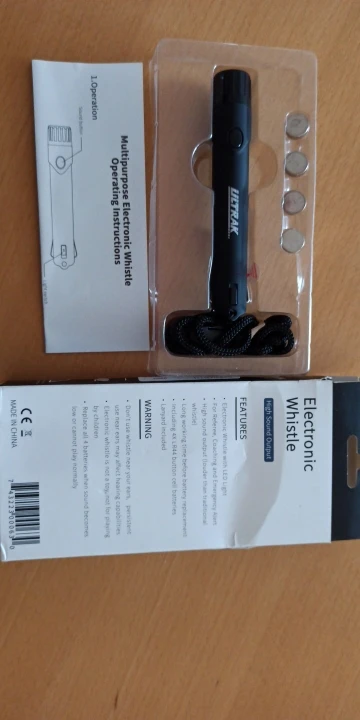 Multipurpose Electronic Whistle
Operating Instructions
1.Operation
ULTRAK
Electronic
Whistle
High Sound Output
FEATURES
• Electronic Whistle with LED Light
• For Referee, Coaching and Emergency Alert
• High sound output (louder than traditional
whistle)
• Long working time before battery replacement
• Including 4X LR44 button cell batteries
• Lanyard included
WARNING
• Don't use whistle near your ears, persistent
use near ears may affect hearing capabilities
• Electronic whistle is not a toy,not for playing
by children
• Replace all 4 batteries when sound becomes
low or cannot play normally
CE
MADE IN CHINA